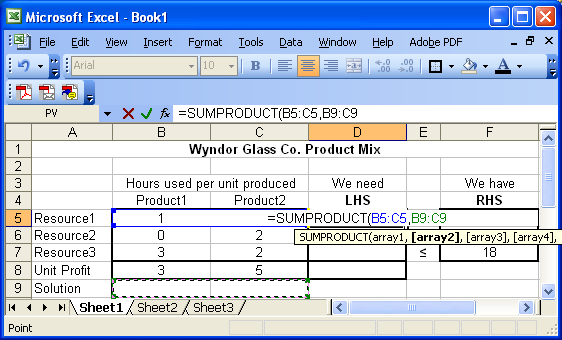 Microsoft Excel - Book1
File Edit View Insert Format Tools Data Window Help Adobe PDF
Arial 10 B
PV =SUMPRODUCT(B5:C5,B9:C9
A B C D E F
1 Wyndor Glass Co. Product Mix
2
3 Hours used per unit produced We need We have
4 Product1 Product2 LHS RHS
5 Resource1 1 =SUMPRODUCT(B5:C5,B9:C9
6 Resource2 0 2 SUMPRODUCT(array1, [array2], [array3], [array4],
7 Resource3 3 2 ≤ 18
8 Unit Profit 3 5
9 Solution
Sheet1 Sheet2 Sheet3
Point